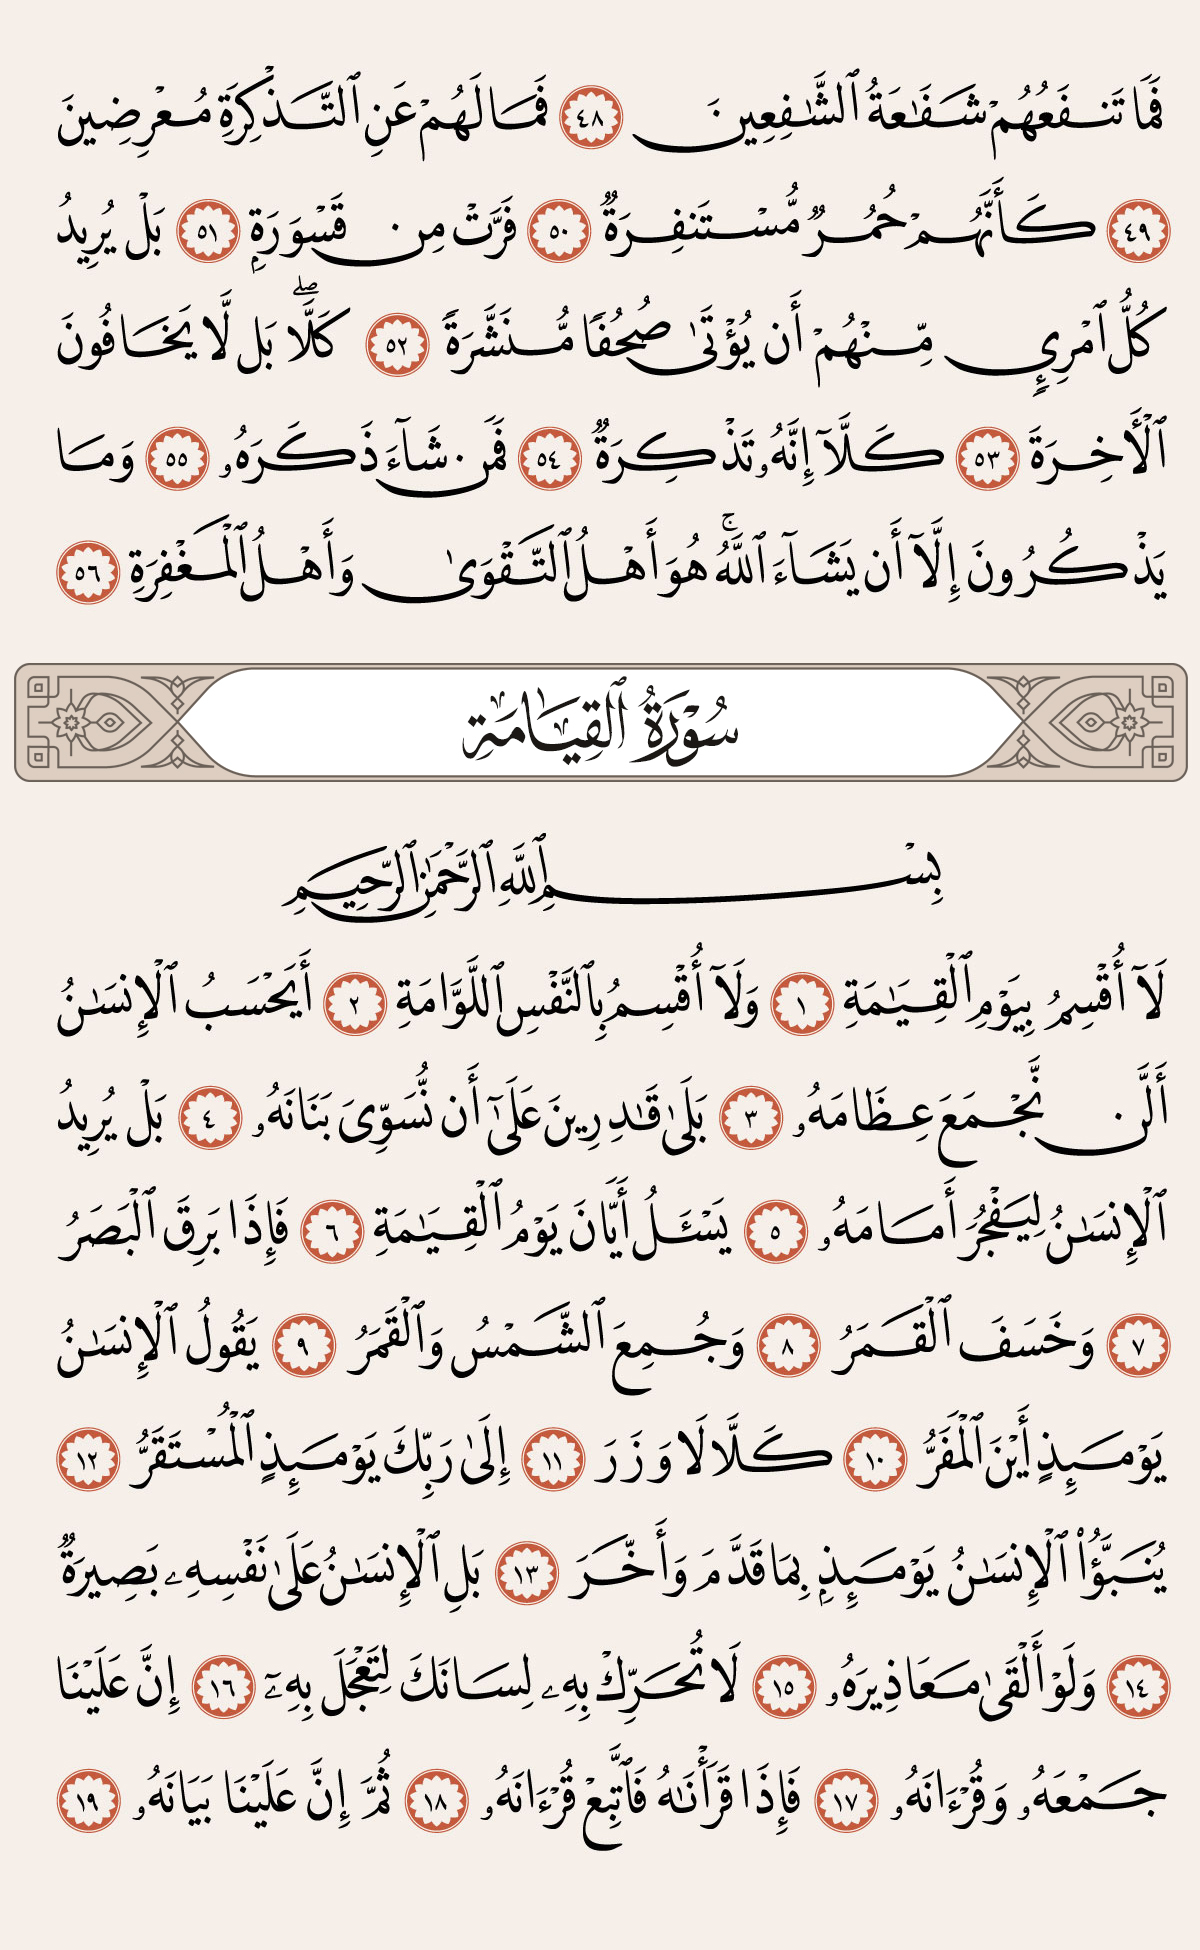 فَمَا تَنفَعُهُمْ شَفَٰعَةُ ٱلشَّٰفِعِينَ ٤٨ فَمَا لَهُمْ عَنِ ٱلتَّذْكِرَةِ مُعْرِضِينَ
٤٩ كَأَنَّهُمْ حُمُرٌ مُّسْتَنفِرَةٌ ٥٠ فَرَّتْ مِن قَسْوَرَةٍۭ ٥١ بَلْ يُرِيدُ
كُلُّ ٱمْرِئٍ مِّنْهُمْ أَن يُؤْتَىٰ صُحُفًا مُّنَشَّرَةً ٥٢ كَلَّاۖ بَل لَّا يَخَافُونَ
ٱلْأَخِرَةَ ٥٣ كَلَّآ إِنَّهُۥ تَذْكِرَةٌ ٥٤ فَمَن شَآءَ ذَكَرَهُۥ ٥٥ وَمَا
يَذْكُرُونَ إِلَّآ أَن يَشَآءَ ٱللَّهُۚ هُوَ أَهْلُ ٱلتَّقْوَىٰ وَأَهْلُ ٱلْمَغْفِرَةِ ٥٦
سُوْرَةُ ٱلْقِيَامَةِ
بِسْمِ ٱللَّهِ ٱلرَّحْمَٰنِ ٱلرَّحِيمِ
لَآ أُقْسِمُ بِيَوْمِ ٱلْقِيَٰمَةِ ١ وَلَآ أُقْسِمُ بِٱلنَّفْسِ ٱللَّوَّامَةِ ٢ أَيَحْسَبُ ٱلْإِنسَٰنُ
أَلَّن نَّجْمَعَ عِظَامَهُۥ ٣ بَلَىٰ قَٰدِرِينَ عَلَىٰٓ أَن نُّسَوِّىَ بَنَانَهُۥ ٤ بَلْ يُرِيدُ
ٱلْإِنسَٰنُ لِيَفْجُرَ أَمَامَهُۥ ٥ يَسْـَٔلُ أَيَّانَ يَوْمُ ٱلْقِيَٰمَةِ ٦ فَإِذَا بَرِقَ ٱلْبَصَرُ
٧ وَخَسَفَ ٱلْقَمَرُ ٨ وَجُمِعَ ٱلشَّمْسُ وَٱلْقَمَرُ ٩ يَقُولُ ٱلْإِنسَٰنُ
يَوْمَئِذٍ أَيْنَ ٱلْمَفَرُّ ١٠ كَلَّا لَا وَزَرَ ١١ إِلَىٰ رَبِّكَ يَوْمَئِذٍ ٱلْمُسْتَقَرُّ ١٢
يُنَبَّؤُا۟ ٱلْإِنسَٰنُ يَوْمَئِذٍۭ بِمَا قَدَّمَ وَأَخَّرَ ١٣ بَلِ ٱلْإِنسَٰنُ عَلَىٰ نَفْسِهِۦ بَصِيرَةٌ
١٤ وَلَوْ أَلْقَىٰ مَعَاذِيرَهُۥ ١٥ لَا تُحَرِّكْ بِهِۦ لِسَانَكَ لِتَعْجَلَ بِهِۦٓ ١٦ إِنَّ عَلَيْنَا
جَمْعَهُۥ وَقُرْءَانَهُۥ ١٧ فَإِذَا قَرَأْنَٰهُ فَٱتَّبِعْ قُرْءَانَهُۥ ١٨ ثُمَّ إِنَّ عَلَيْنَا بَيَانَهُۥ ١٩